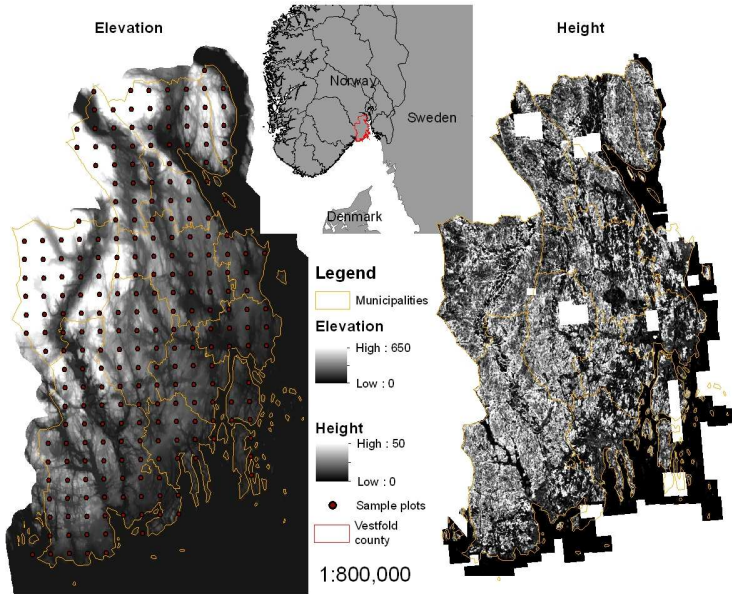 Elevation
Height
Norway
Sweden
Denmark
Legend
Municipalities
Elevation
High : 650
Low : 0
Height
High : 50
Low : 0
Sample plots
Vestfold
county
1:800,000